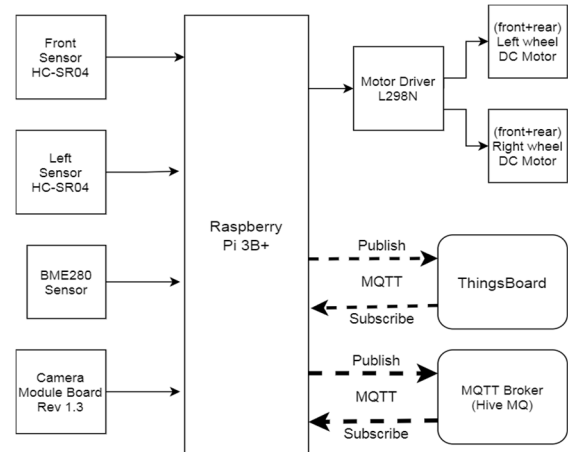 Front
Sensor
HC-SR04
Left
Sensor
HC-SR04
BME280
Sensor
Camera
Module Board
Rev 1.3
Raspberry
Pi 3B+
Motor Driver
L298N
(front+rear)
Left wheel
DC Motor
(front+rear)
Right wheel
DC Motor
Publish
MQTT
Subscribe
ThingsBoard
Publish
MQTT
Subscribe
MQTT Broker
(Hive MQ)